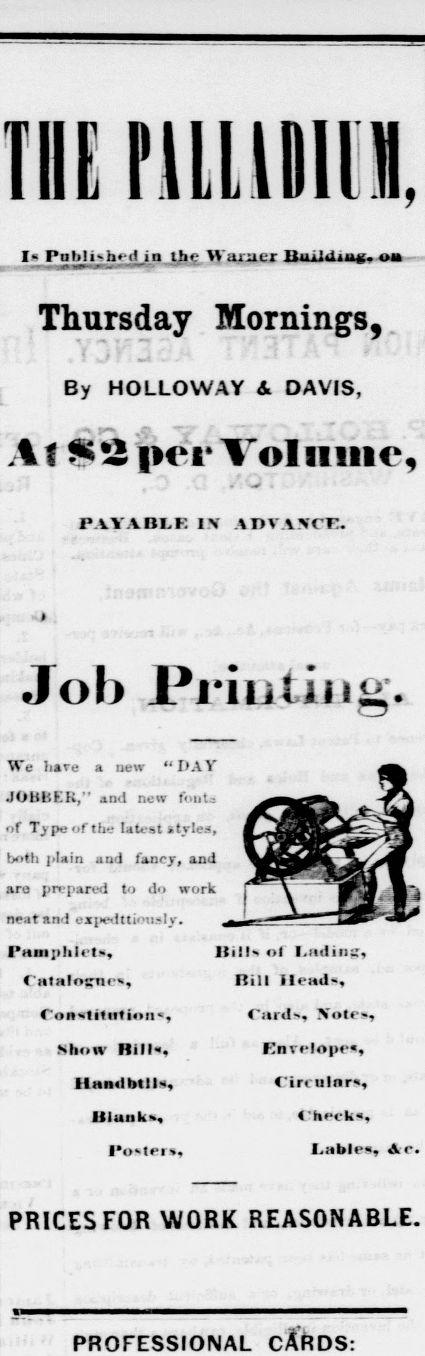 THE PALLADIUM,
Is Published in the Warner Building, on
Thursday Mornings,
By HOLLOWAY & DAVIS,
At $2 per Volume,
PAYABLE IN ADVANCE.
Job Printing.
We have a new "DAY
JOBBER," and new fonts
of Type of the latest styles,
both plain and fancy, and
are prepared to do work
neat and expedttiously.
Pamphlets, Bills of Lading,
Catalogues, Bill Heads,
Constitutions, Cards, Notes,
Show Bills, Envelopes,
Handbtlls, Circulars,
Blanks, Checks,
Posters, Lables, &c.
PRICES FOR WORK REASONABLE.
PROFESSIONAL CARDS: